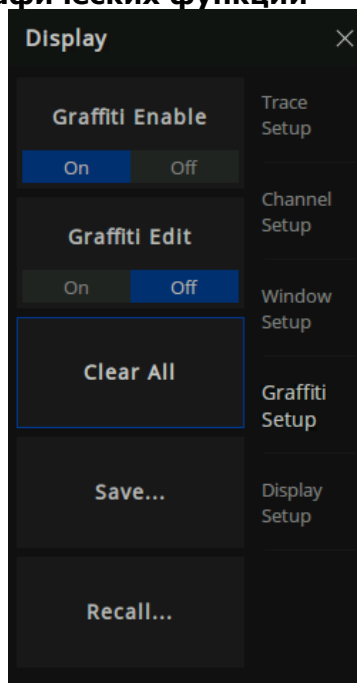 функций
Display
Graffiti Enable
On Off
Graffiti Edit
On Off
Clear All
Save...
Recall...
Trace
Setup
Channel
Setup
Window
Setup
Graffiti
Setup
Display
Setup